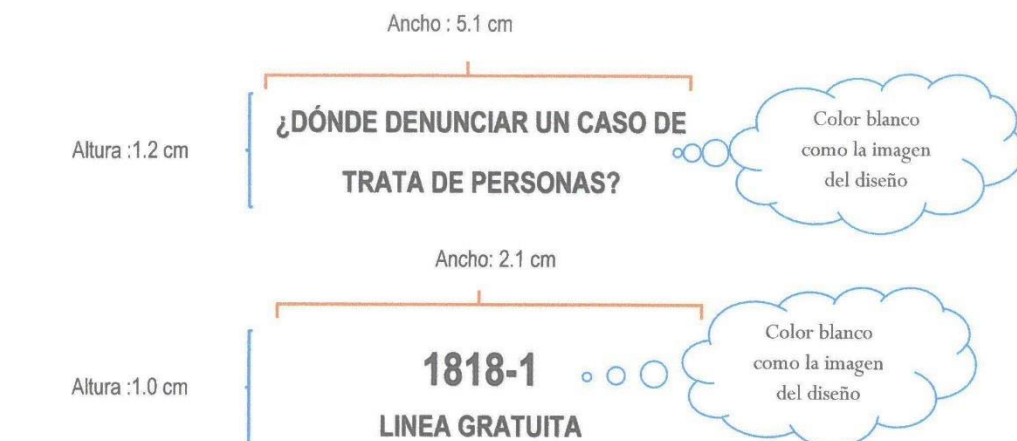 Ancho : 5.1 cm
Altura :1.2 cm
¿DÓNDE DENUNCIAR UN CASO DE
TRATA DE PERSONAS?
Color blanco
como la imagen
del diseño
Ancho: 2.1 cm
Altura :1.0 cm
1818-1
LINEA GRATUITA
Color blanco
como la imagen
del diseño